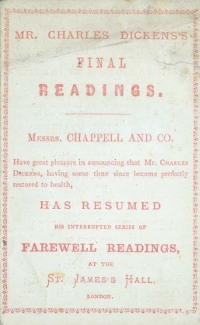 MR. CHARLES DICKENS'S
FINAL
READINGS.
MESSRS. CHAPPELL AND CO.
Have great pleasure in announcing that MR. CHARLES
DICKENS, having some time since become perfectly
restored to health,
HAS RESUMED
HIS INTERRUPTED SERIES OF
FAREWELL READINGS,
AT THE
ST. JAMES'S HALL,
LONDON.